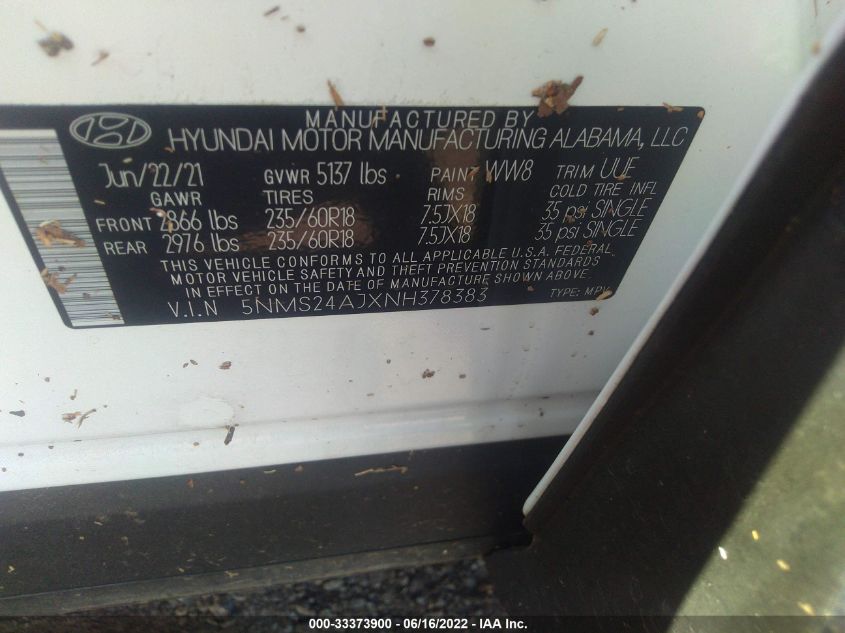 MANUFACTURED BY
HYUNDAI MOTOR MANUFACTURING ALABAMA, LLC
Jun/22/21 GVWR 5137 lbs PAINT WW8 TRIM UUE
GAWR TIRES RIMS COLD TIRE INFL
FRONT 2866 lbs 235/60R18 7.5JX18 35 psi SINGLE
REAR 2976 lbs 235/60R18 7.5JX18 35 psi SINGLE
THIS VEHICLE CONFORMS TO ALL APPLICABLE U.S.A. FEDERAL
MOTOR VEHICLE SAFETY AND THEFT PREVENTION STANDARDS
IN EFFECT ON THE DATE OF MANUFACTURE SHOWN ABOVE.
V.I.N 5NMS24AJXNH378383 TYPE: MPV
000-33373900 - 06/16/2022 - IAA Inc.